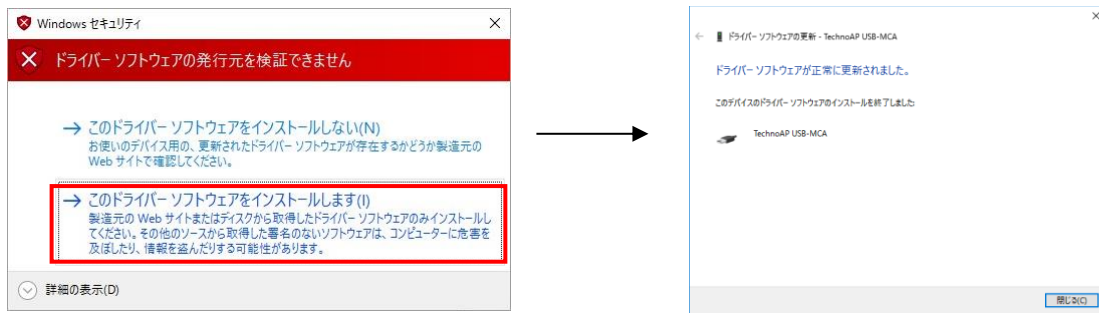 Windows セキュリティ
ドライバー ソフトウェアの発行元を検証できません
このドライバー ソフトウェアをインストールしない(N)
お使いのデバイス用の、更新されたドライバー ソフトウェアが存在するかどうか製造元の
Web サイトで確認してください。
このドライバー ソフトウェアをインストールします(I)
製造元の Web サイトまたはディスクから取得したドライバー ソフトウェアのみインストールし
てください。その他のソースから取得した署名のないソフトウェアは、コンピューターに危害を
及ぼしたり、情報を盗んだりする可能性があります。
詳細の表示(D)
ドライバー ソフトウェアの更新 - TechnoAP USB-MCA
ドライバー ソフトウェアが正常に更新されました。
このデバイスのドライバー ソフトウェアのインストールを終了しました:
TechnoAP USB-MCA
閉じる(C)